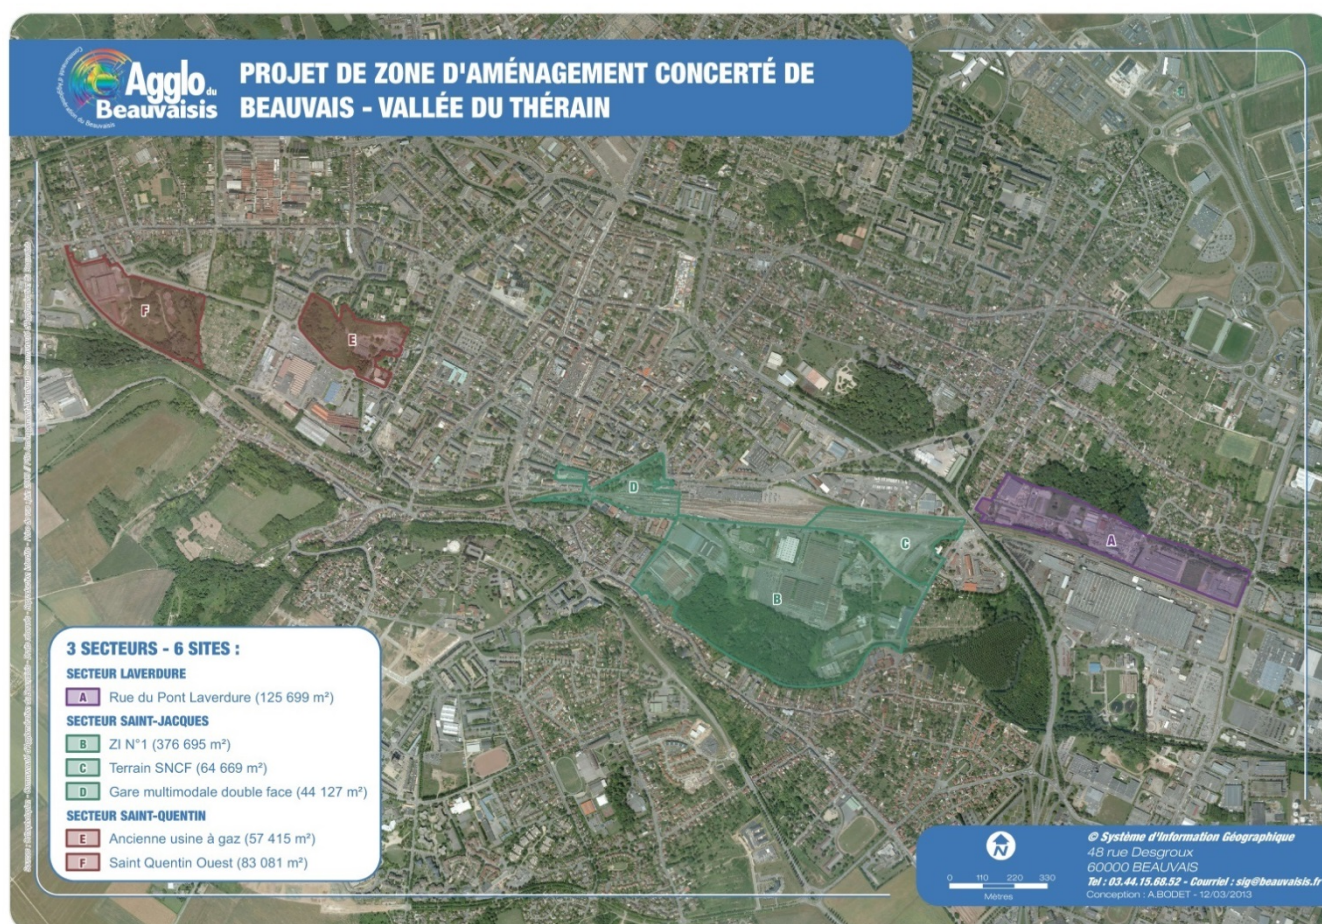 Agglo du
Beauvaisis
PROJET DE ZONE D'AMÉNAGEMENT CONCERTÉ DE
BEAUVAIS - VALLÉE DU THÉRAIN
F
E
D
C
A
B
3 SECTEURS - 6 SITES :
SECTEUR LAVERDURE
A Rue du Pont Laverdure (125 699 m²)
SECTEUR SAINT-JACQUES
B ZI N°1 (376 695 m²)
C Terrain SNCF (64 669 m²)
D Gare multimodale double face (44 127 m²)
SECTEUR SAINT-QUENTIN
E Ancienne usine à gaz (57 415 m²)
F Saint Quentin Ouest (83 081 m²)
N
0 110 220 330
Mètres
© Système d'Information Géographique
48 rue Desgroux
60000 BEAUVAIS
Tel : 03.44.15.68.52 - Courriel : sig@beauvaisis.fr
Conception : A.BODET - 12/03/2013